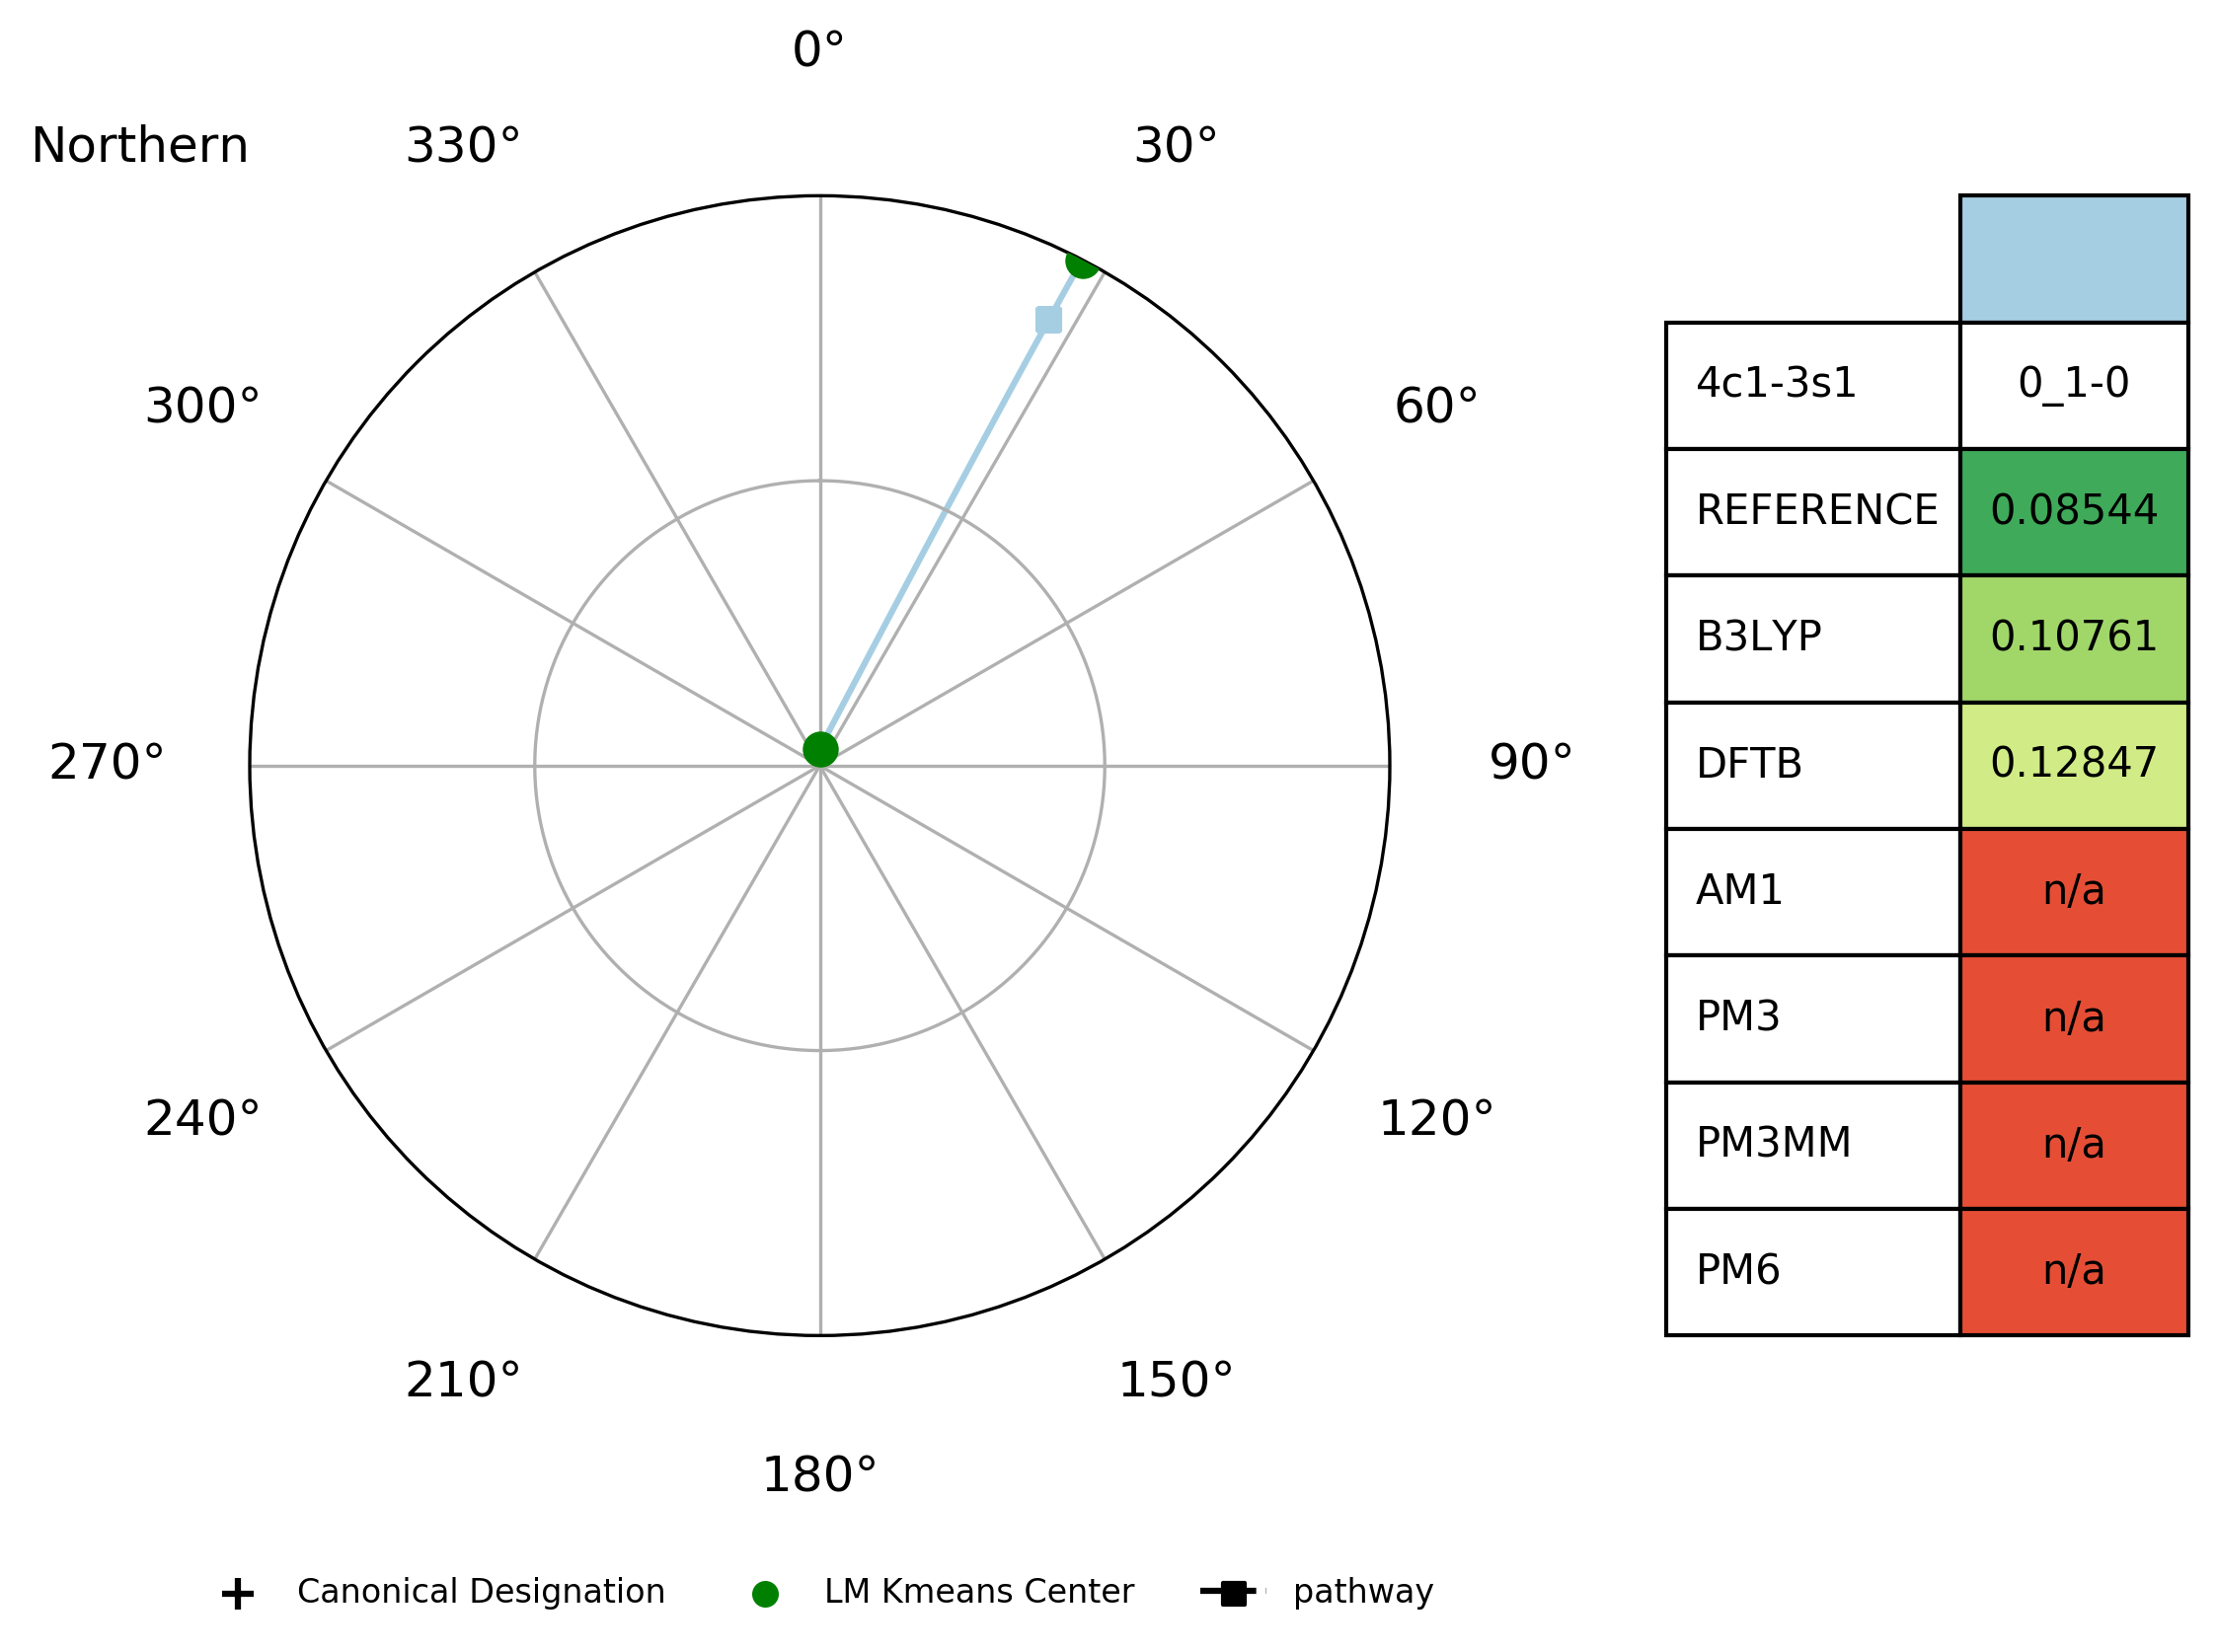 0°
Northern
330°
30°
300°
60°
270°
90°
240°
120°
210°
150°
180°
4c1-3s1 0_1-0
REFERENCE 0.08544
B3LYP 0.10761
DFTB 0.12847
AM1 n/a
PM3 n/a
PM3MM n/a
PM6 n/a
Canonical Designation LM Kmeans Center pathway